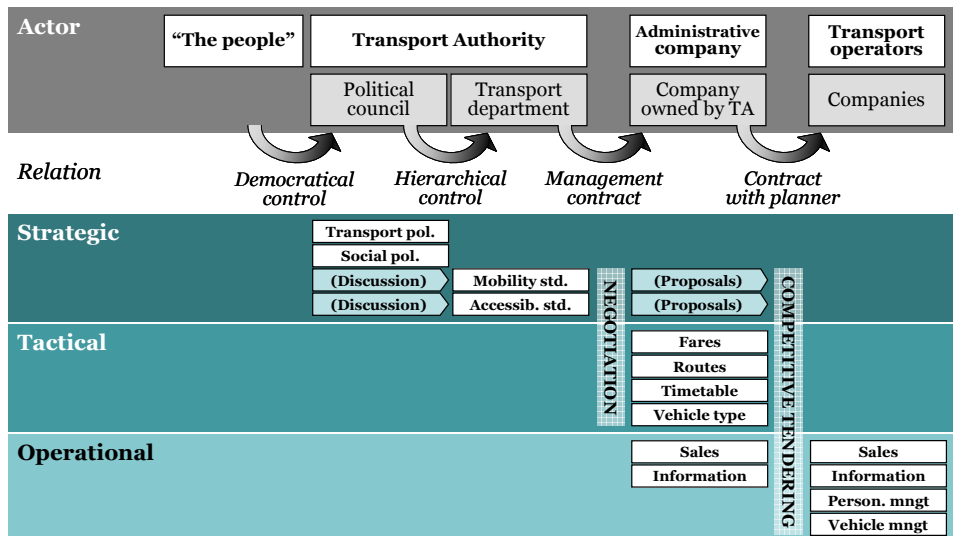 Actor
“The people”
Transport Authority
Administrative
company
Transport
operators
Political
council
Transport
department
Company
owned by TA
Companies
Relation
Democratical
control
Hierarchical
control
Management
contract
Contract
with planner
Strategic
Transport pol.
Social pol.
(Discussion)
Mobility std.
(Proposals)
(Discussion)
Accessib. std.
(Proposals)
NEGOTIATION
COMPETITIVE TENDERING
Tactical
Fares
Routes
Timetable
Vehicle type
Operational
Sales
Information
Sales
Information
Person. mngt
Vehicle mngt